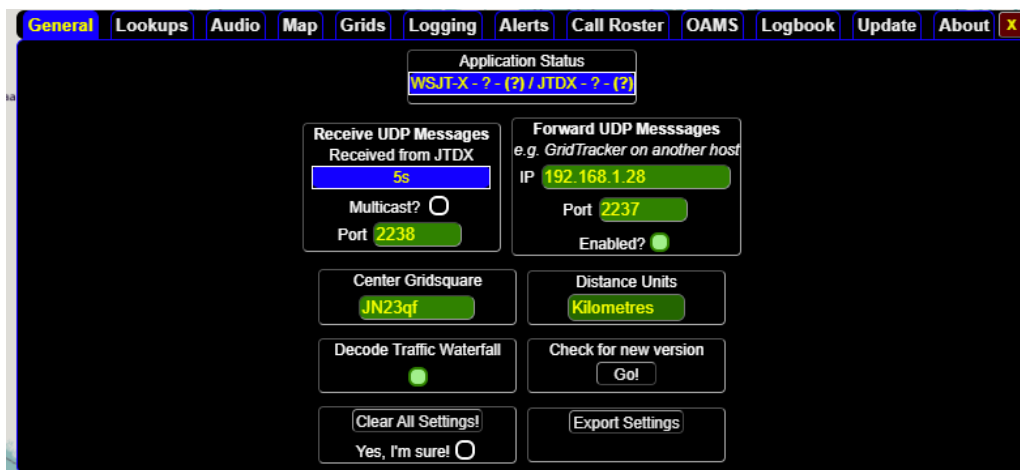 General Lookups Audio Map Grids Logging Alerts Call Roster OAMS Logbook Update About X
Application Status
WSJT-X - ? - (?) / JTDX - ? - (?)
Receive UDP Messages
Received from JTDX
5s
Multicast?
Port 2238
Forward UDP Messsages
e.g. GridTracker on another host
IP 192.168.1.28
Port 2237
Enabled?
Center Gridsquare
JN23qf
Distance Units
Kilometres
Decode Traffic Waterfall
Check for new version
Go!
Clear All Settings!
Yes, I'm sure!
Export Settings